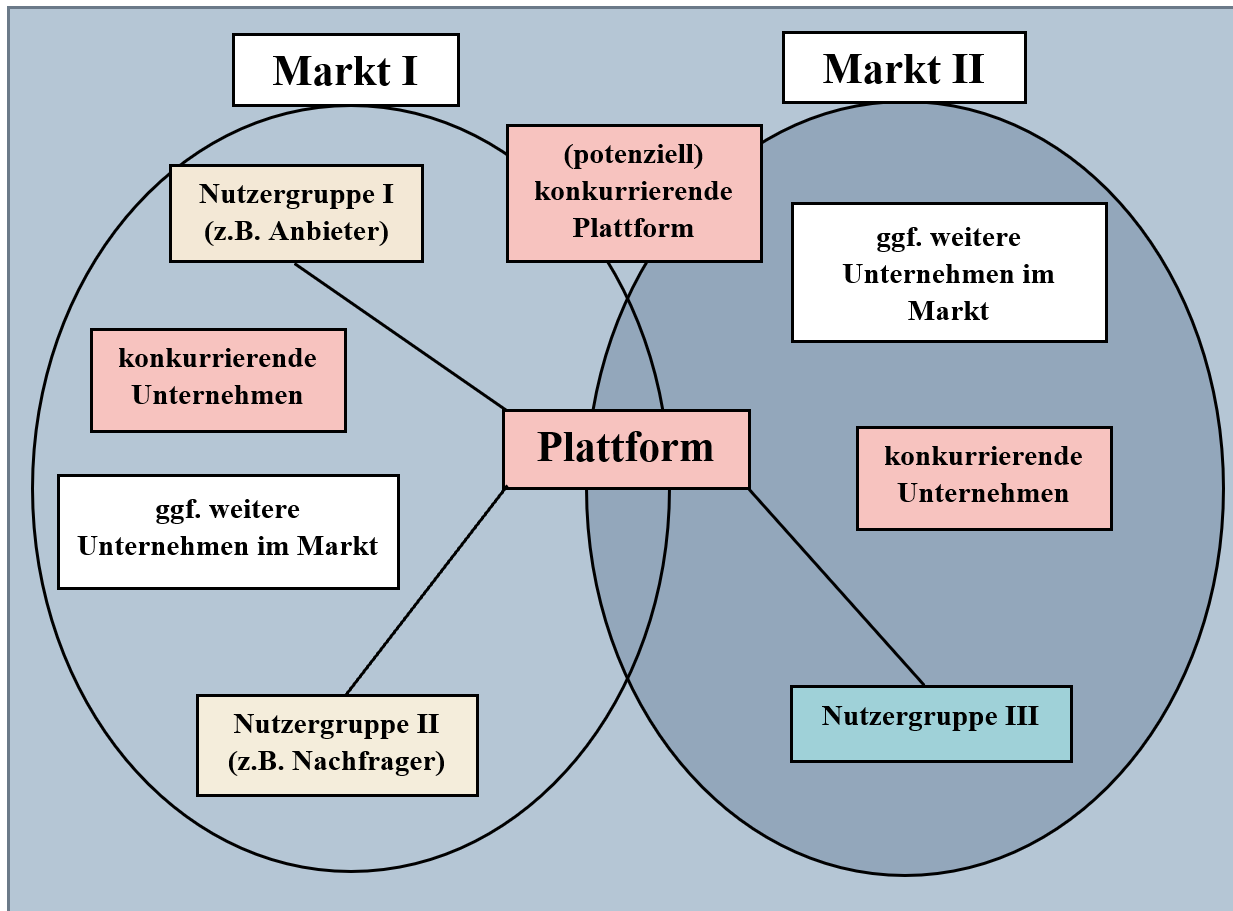 Markt I
Markt II
(potenziell)
konkurrierende
Plattform
Nutzergruppe I
(z.B. Anbieter)
ggf. weitere
Unternehmen im
Markt
konkurrierende
Unternehmen
Plattform
konkurrierende
Unternehmen
ggf. weitere
Unternehmen im Markt
Nutzergruppe II
(z.B. Nachfrager)
Nutzergruppe III